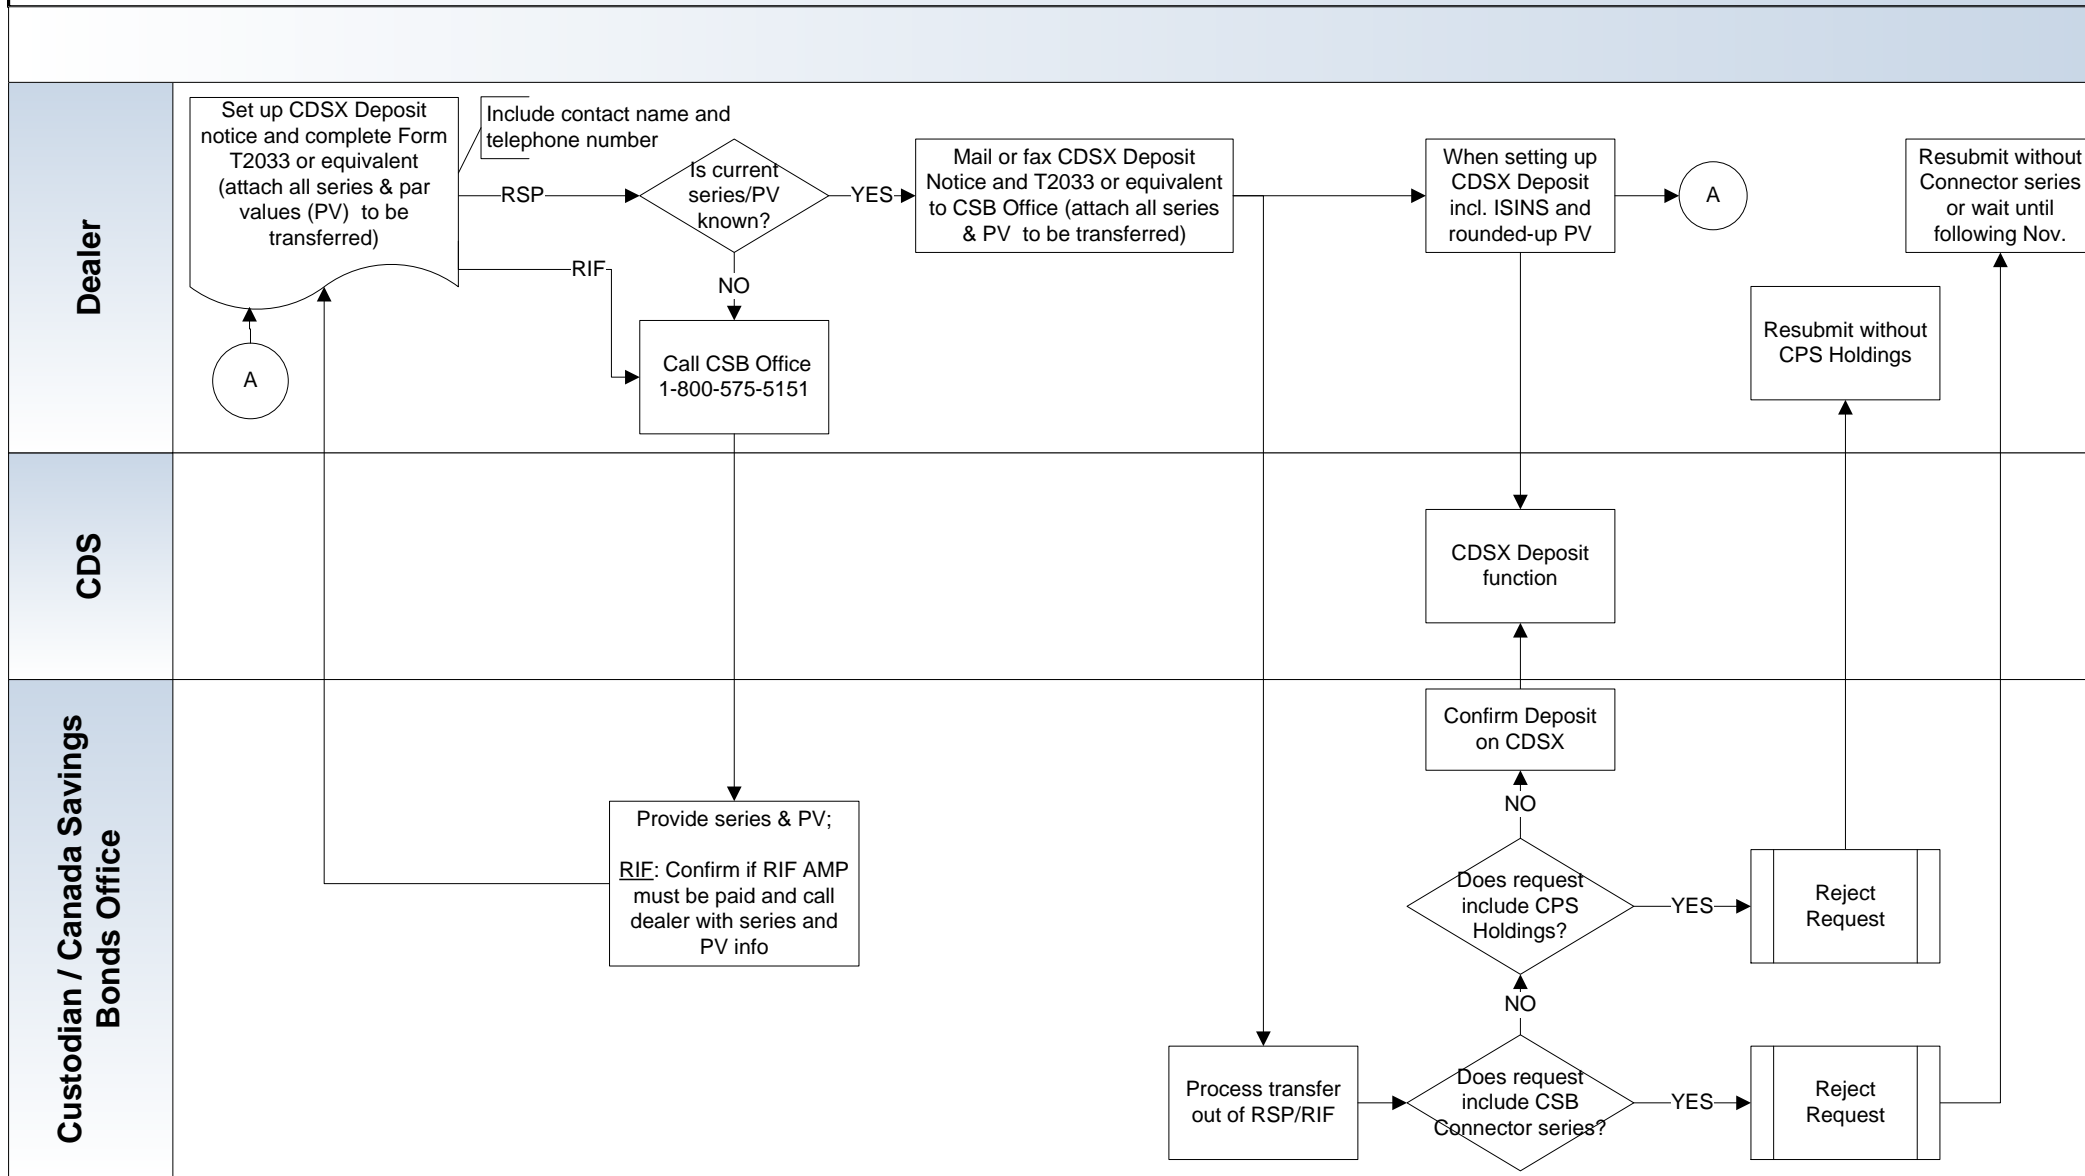 Dealer
Set up CDSX Deposit
notice and complete Form
T2033 or equivalent
(attach all series & par
values (PV)  to be
transferred)
Include contact name and
telephone number
RSP
RIF
A
Is current
series/PV
known?
YES
NO
Call CSB Office
1-800-575-5151
Mail or fax CDSX Deposit
Notice and T2033 or equivalent
to CSB Office (attach all series
& PV  to be transferred)
When setting up
CDSX Deposit
incl. ISINS and
rounded-up PV
A
Resubmit without
CPS Holdings
Resubmit without
Connector series
or wait until
following Nov.
CDS
CDSX Deposit
function
Custodian / Canada Savings
Bonds Office
Provide series & PV;
RIF: Confirm if RIF AMP
must be paid and call
dealer with series and
PV info
Confirm Deposit
on CDSX
NO
Does request
include CPS
Holdings?
YES
Reject
Request
NO
Process transfer
out of RSP/RIF
Does request
include CSB
Connector series?
YES
Reject
Request